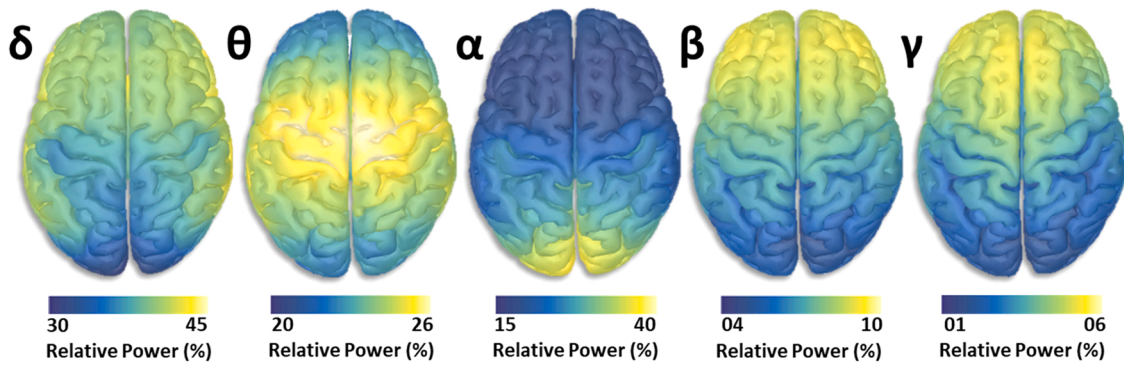 δ θ α β γ
30 45 20 26 15 40 04 10 01 06
Relative Power (%) Relative Power (%) Relative Power (%) Relative Power (%) Relative Power (%)